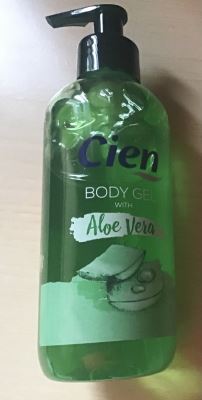 Cien
BODY GEL
WITH
Aloe Vera